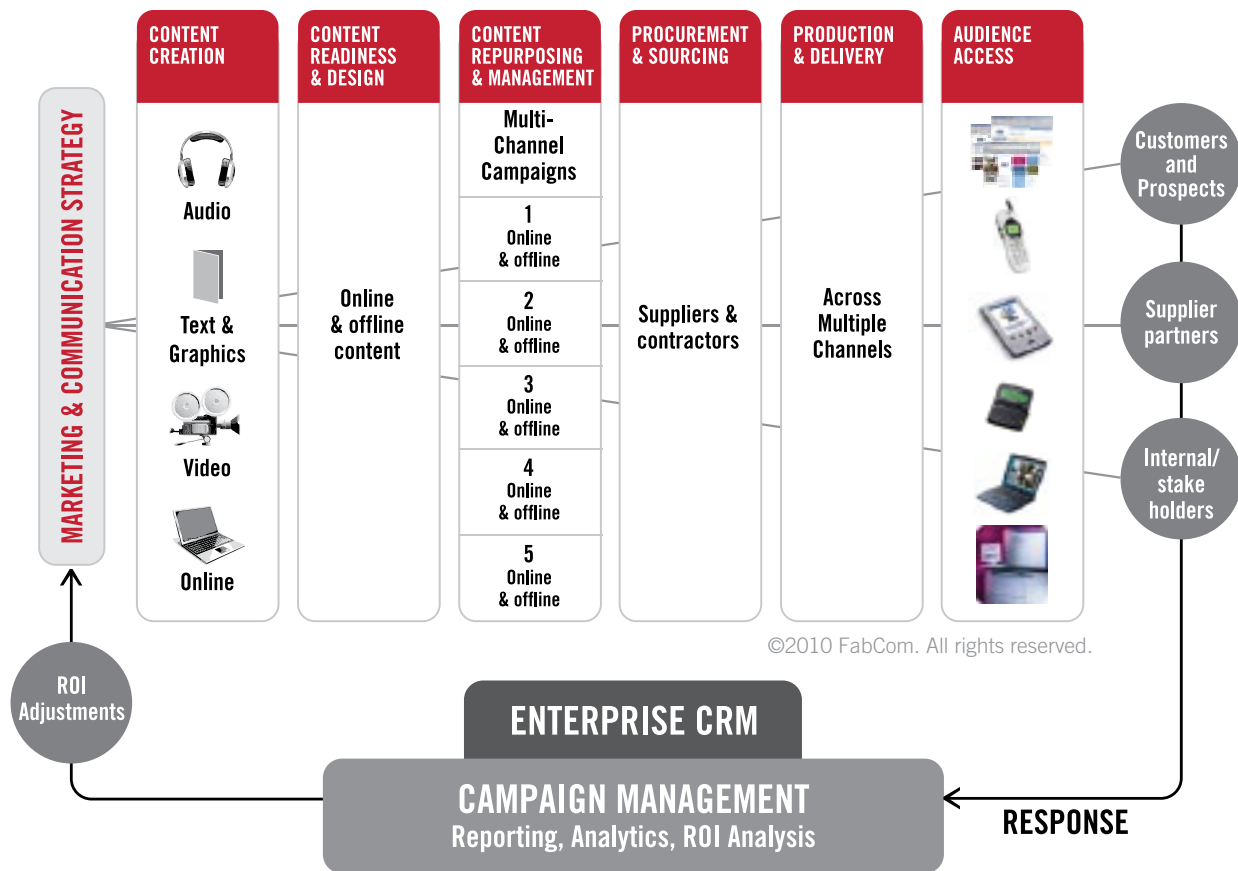 CONTENT
CREATION
CONTENT
READINESS
& DESIGN
CONTENT
REPURPOSING
& MANAGEMENT
PROCUREMENT
& SOURCING
PRODUCTION
& DELIVERY
AUDIENCE
ACCESS
MARKETING & COMMUNICATION STRATEGY
Audio
Text &
Graphics
Video
Online
Online
& offline
content
Multi-
Channel
Campaigns
1
Online
& offline
2
Online
& offline
3
Online
& offline
4
Online
& offline
5
Online
& offline
Suppliers &
contractors
Across
Multiple
Channels
Customers
and
Prospects
Supplier
partners
Internal/
stake
holders
©2010 FabCom. All rights reserved.
ROI
Adjustments
ENTERPRISE CRM
CAMPAIGN MANAGEMENT
Reporting, Analytics, ROI Analysis
RESPONSE